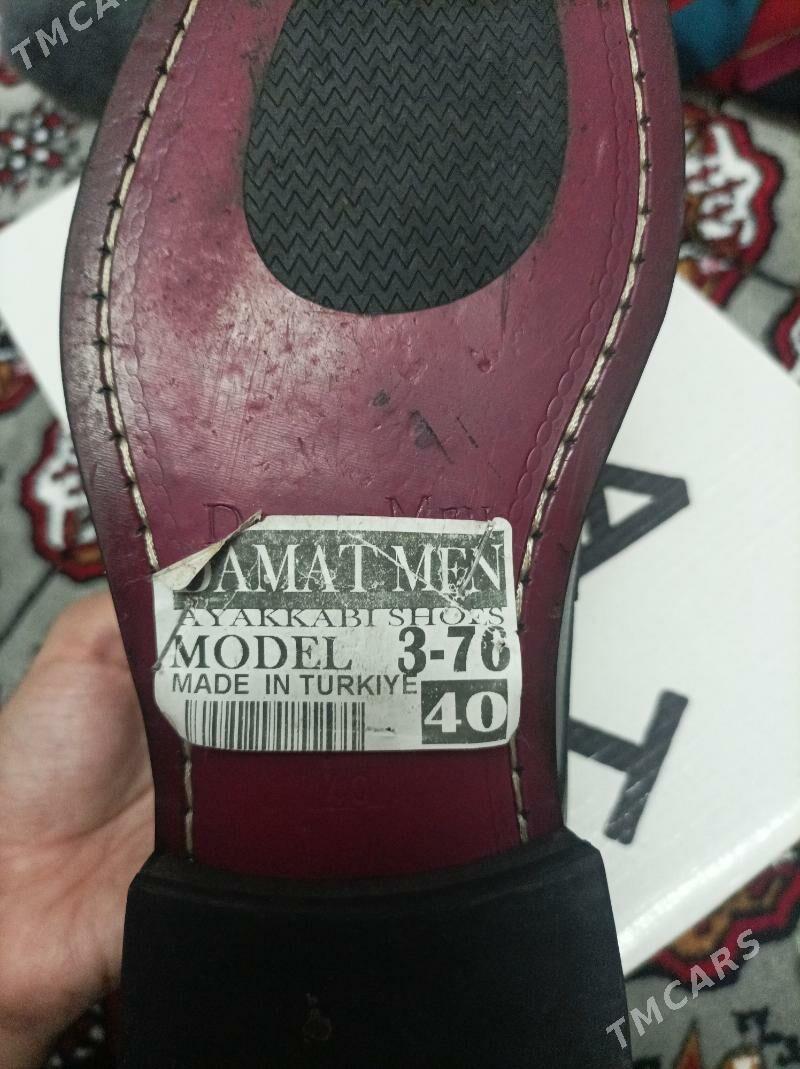 TMCARS
DAMAT MEN
AYAKKABI SHOES
MODEL 3-76
MADE IN TURKIYE
40
TMCARS